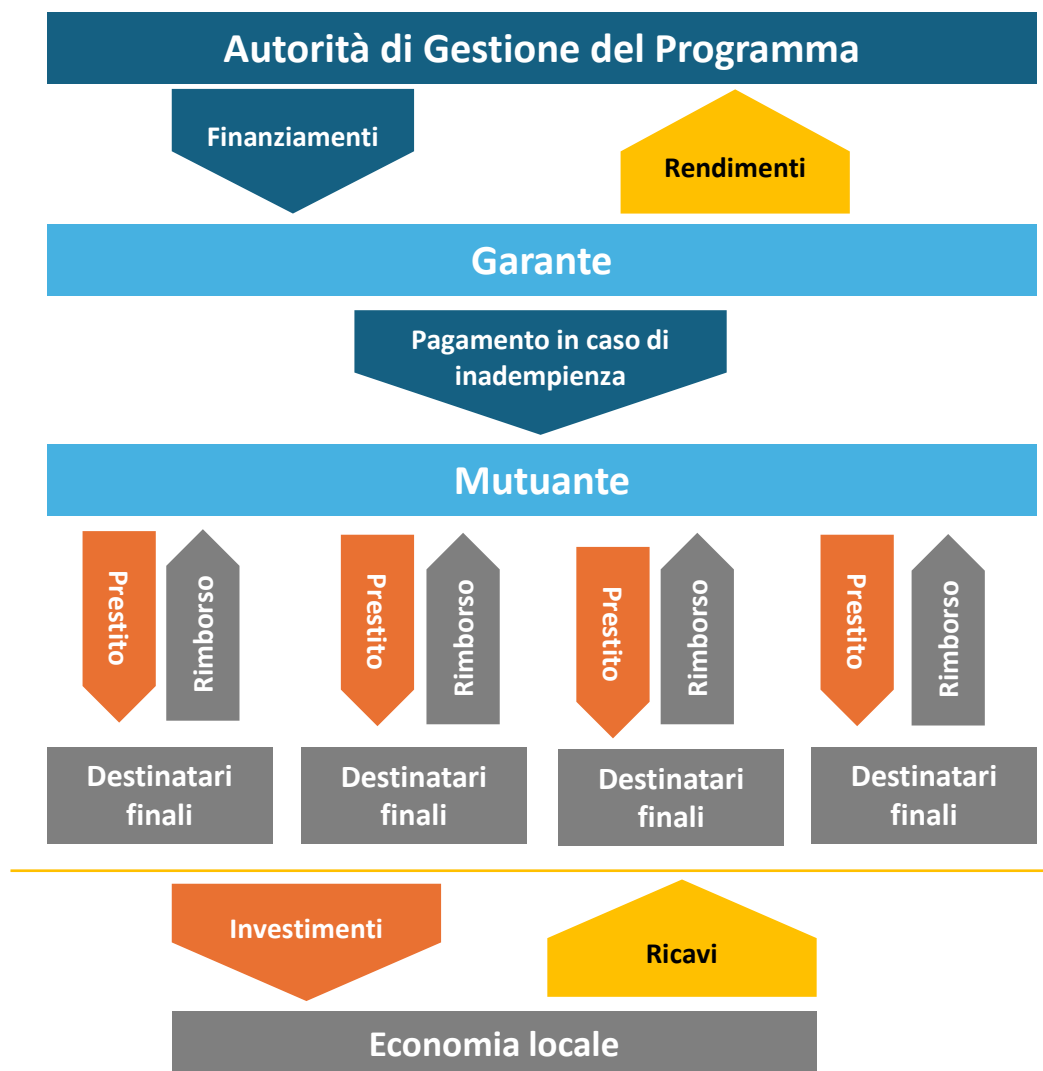 Autorità di Gestione del Programma
Finanziamenti
Rendimenti
Garante
Pagamento in caso di
inadempienza
Mutuante
Prestito
Rimborso
Prestito
Rimborso
Prestito
Rimborso
Prestito
Rimborso
Destinatari
finali
Destinatari
finali
Destinatari
finali
Destinatari
finali
Investimenti
Ricavi
Economia locale